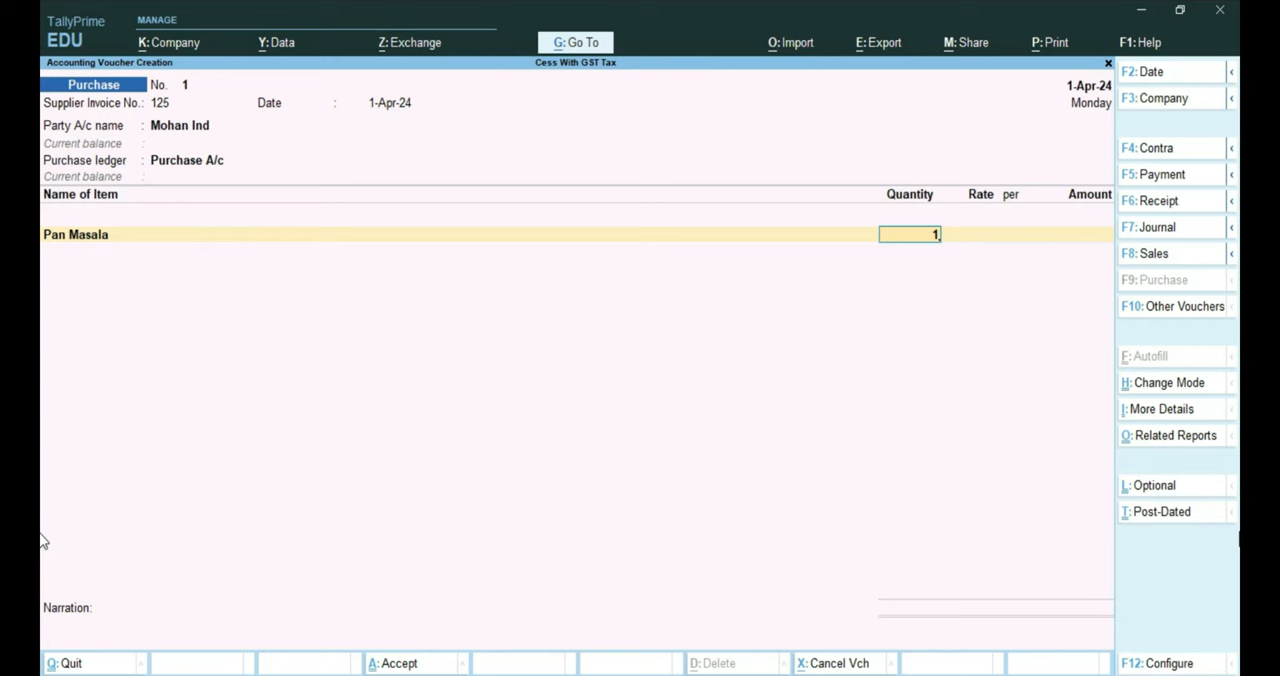 TallyPrime MANAGE
EDU K: Company Y: Data Z: Exchange G: Go To O: Import E: Export M: Share P: Print F1: Help
Accounting Voucher Creation Cess With GST Tax x
Purchase No. 1 1-Apr-24
Supplier Invoice No.: 125 Date : 1-Apr-24 Monday
Party A/c name : Mohan Ind
Current balance :
Purchase ledger : Purchase A/c
Current balance :
Name of Item Quantity Rate per Amount
Pan Masala 1
Narration:
F2: Date
F3: Company
F4: Contra
F5: Payment
F6: Receipt
F7: Journal
F8: Sales
F9: Purchase
F10: Other Vouchers
F: Autofill
H: Change Mode
I: More Details
O: Related Reports
L: Optional
T: Post-Dated
Q: Quit A: Accept D: Delete X: Cancel Vch F12: Configure